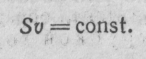 Sv = const.